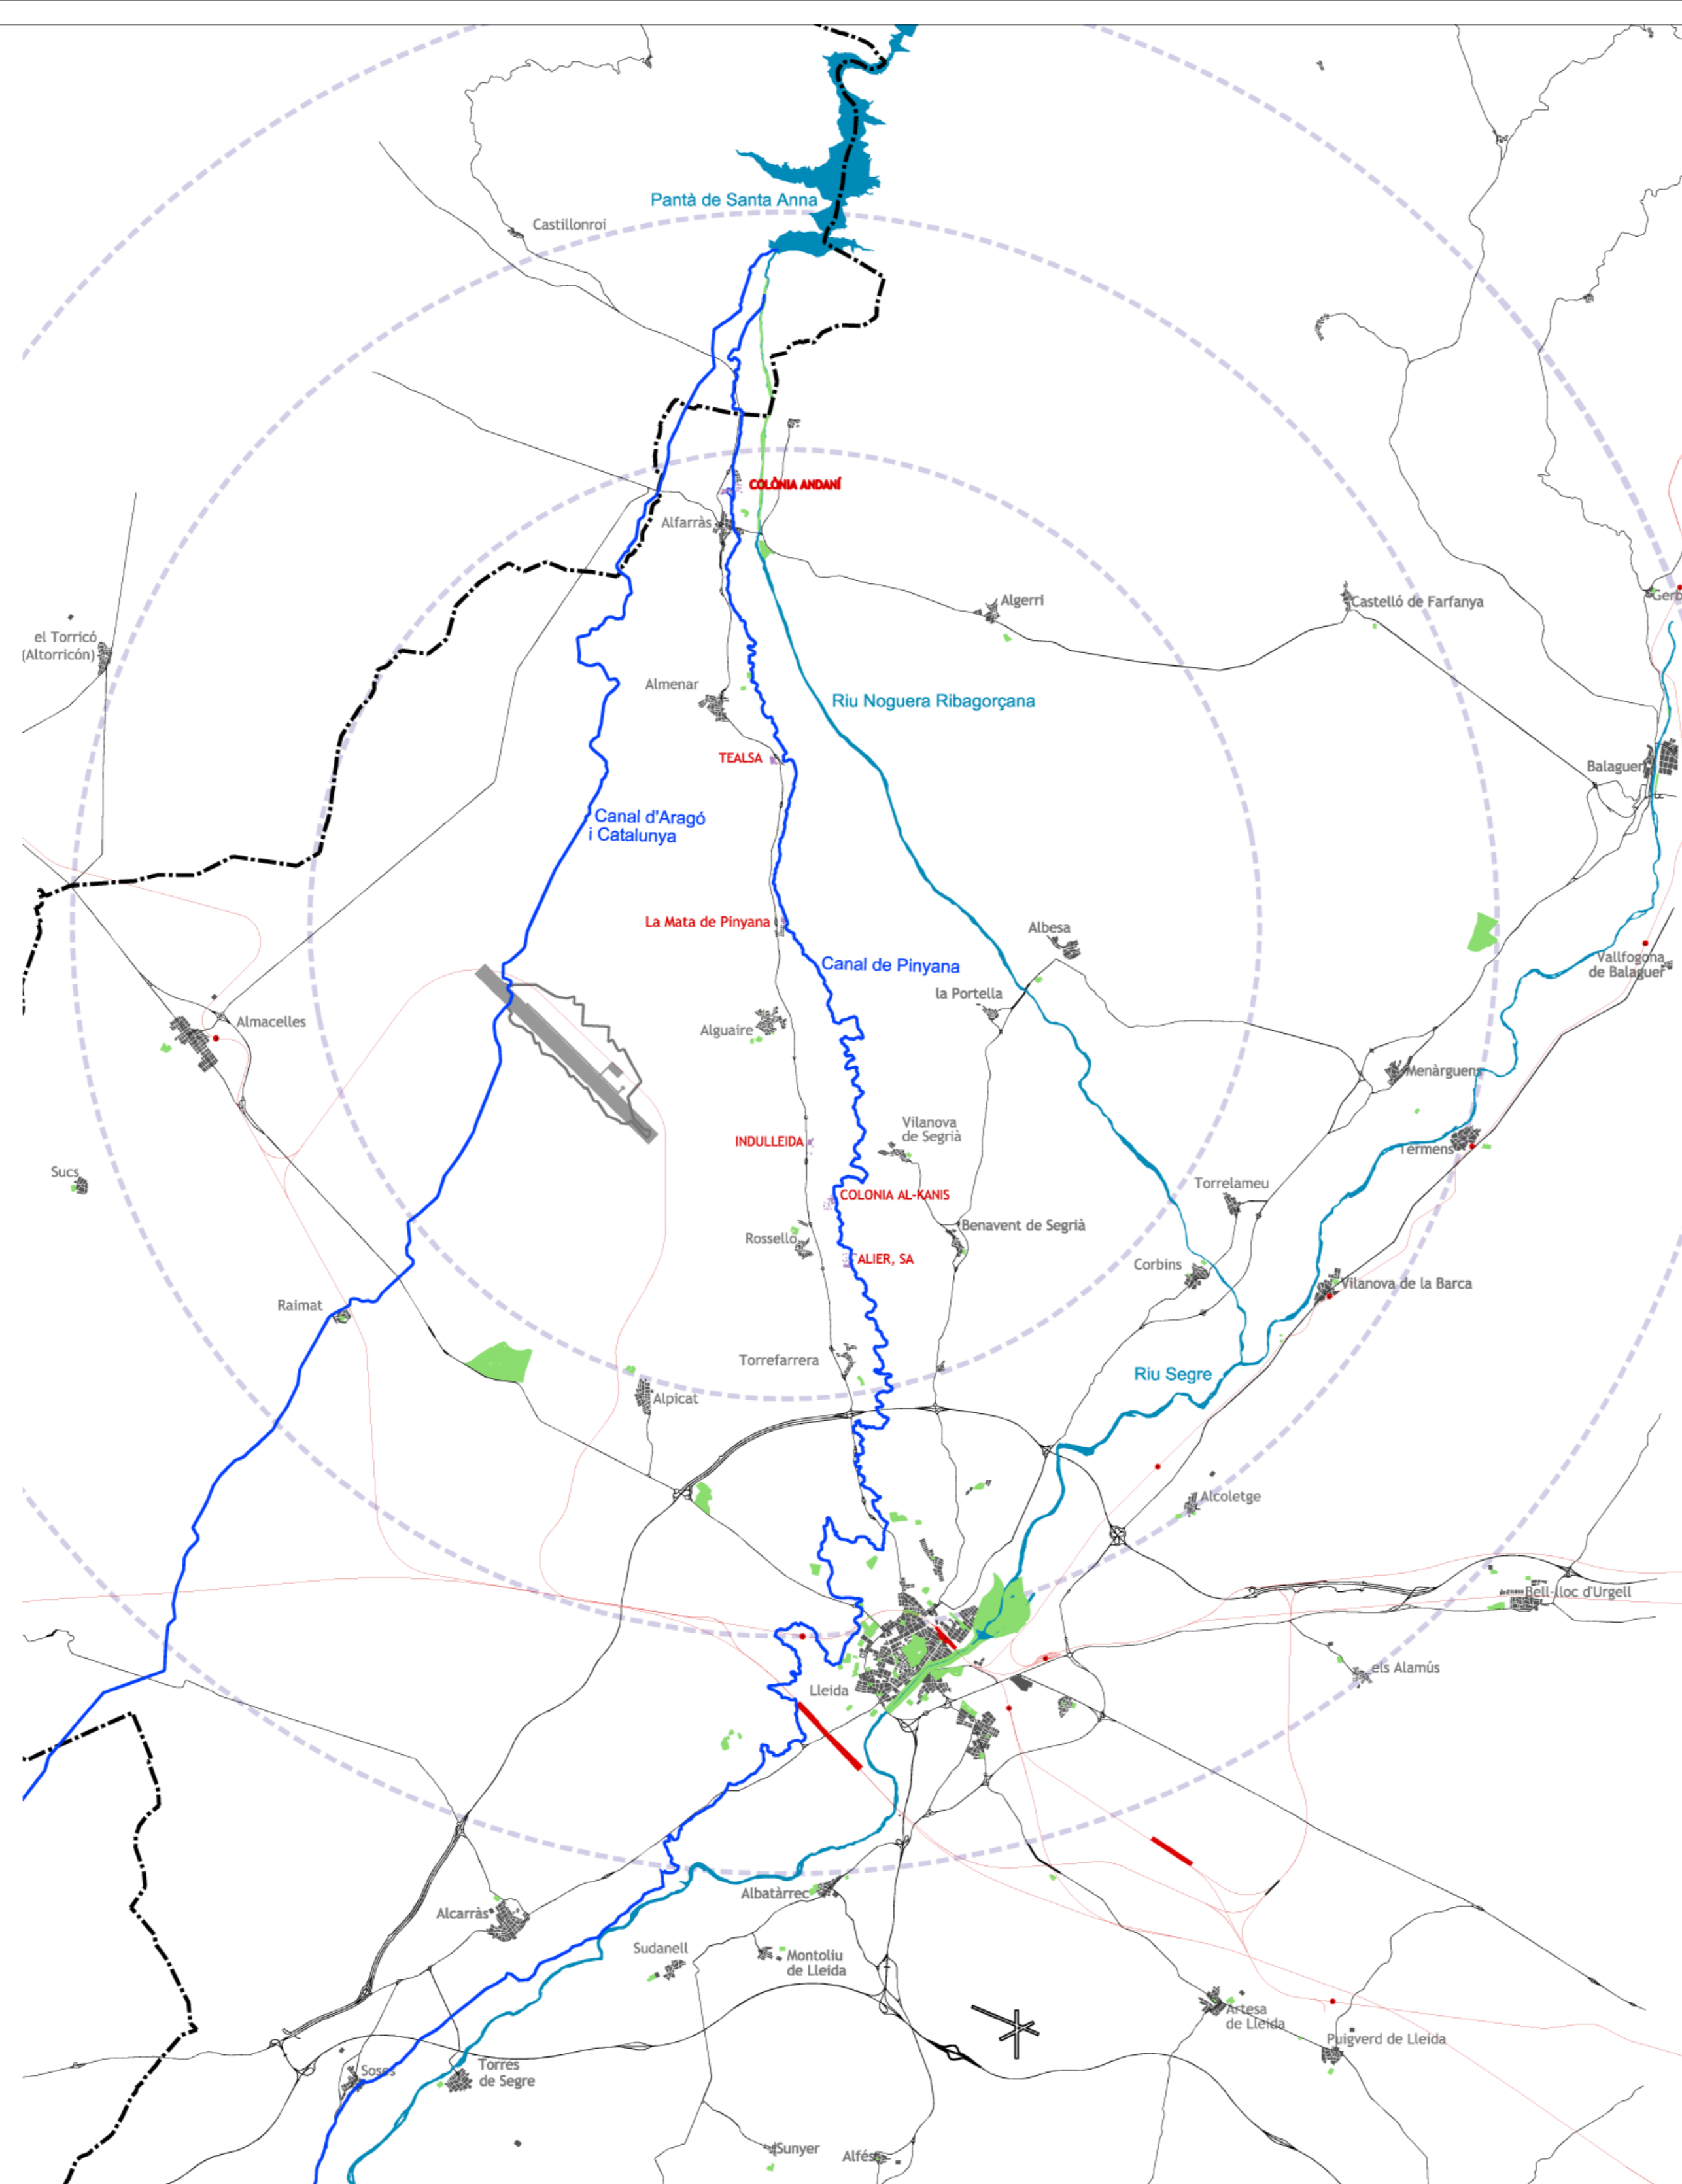 Pantà de Santa Anna
Castillonroi
COLÒNIA ANDANÍ
Alfarràs
Algerri
Castelló de Farfanya
el Torricó
(Altorricón)
Almenar
Riu Noguera Ribagorçana
TEALSA
Balaguer
Canal d'Aragó
i Catalunya
La Mata de Pinyana
Albesa
Canal de Pinyana
Vallfogona
de Balaguer
la Portella
Almacelles
Alguaire
Menàrguens
Vilanova
de Segrià
INDULLEIDA
Térmens
Sucs
Torrelameu
COLONIA AL-KANIS
Benavent de Segrià
Rosselló
ALIER, SA
Corbins
Vilanova de la Barca
Raimat
Torrefarrera
Riu Segre
Alpicat
Alcoletge
Bell-lloc d'Urgell
els Alamús
Lleida
Albatàrrec
Alcarràs
Sudanell
Montoliu
de Lleida
Artesa
de Lleida
Puigverd de Lleida
Soses
Torres
de Segre
Sunyer
Alfés